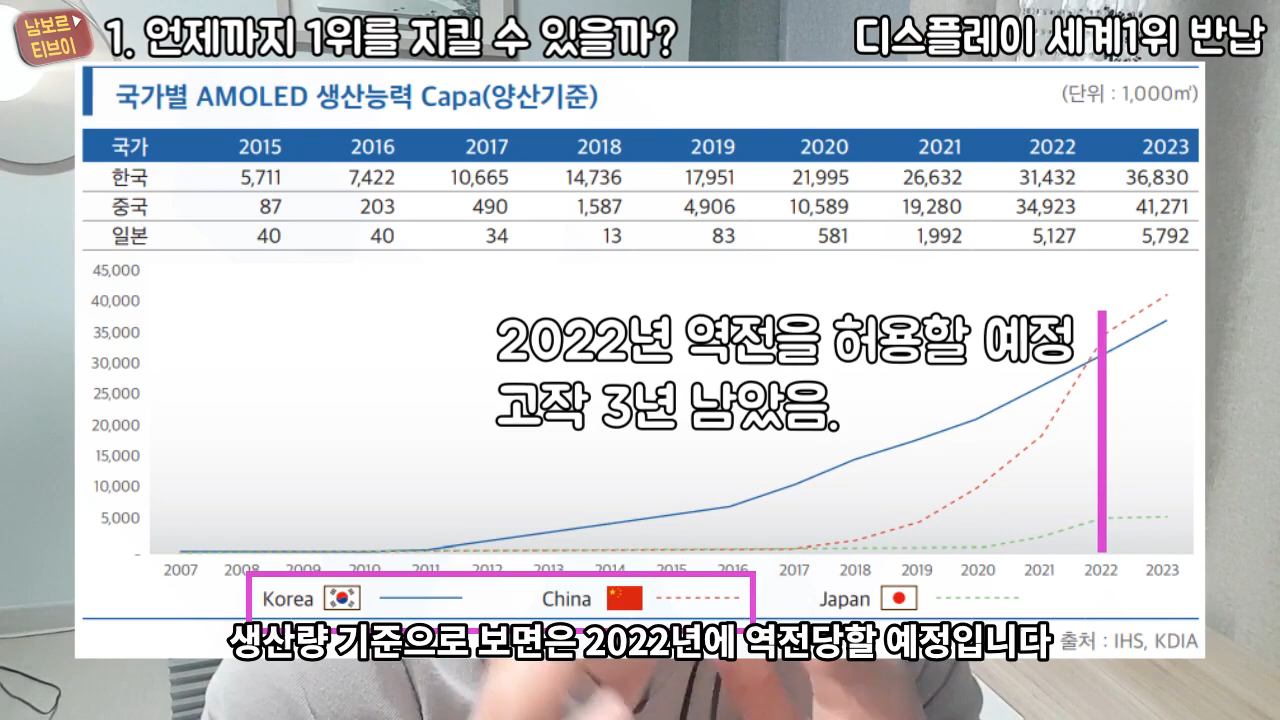 남보르
티브이
1. 언제까지 1위를 지킬 수 있을까?
디스플레이 세계1위 반납
국가별 AMOLED 생산능력 Capa(양산기준)
(단위 : 1,000㎡)
국가 2015 2016 2017 2018 2019 2020 2021 2022 2023
한국 5,711 7,422 10,665 14,736 17,951 21,995 26,632 31,432 36,830
중국 87 203 490 1,587 4,906 10,589 19,280 34,923 41,271
일본 40 40 34 13 83 581 1,992 5,127 5,792
45,000
40,000
35,000
30,000
25,000
20,000
15,000
10,000
5,000
-
2022년 역전을 허용할 예정
고작 3년 남았음.
2007 2008 2009 2010 2011 2012 2013 2014 2015 2016 2017 2018 2019 2020 2021 2022 2023
Korea China Japan
생산량 기준으로 보면은 2022년에 역전당할 예정입니다
출처 : IHS, KDIA